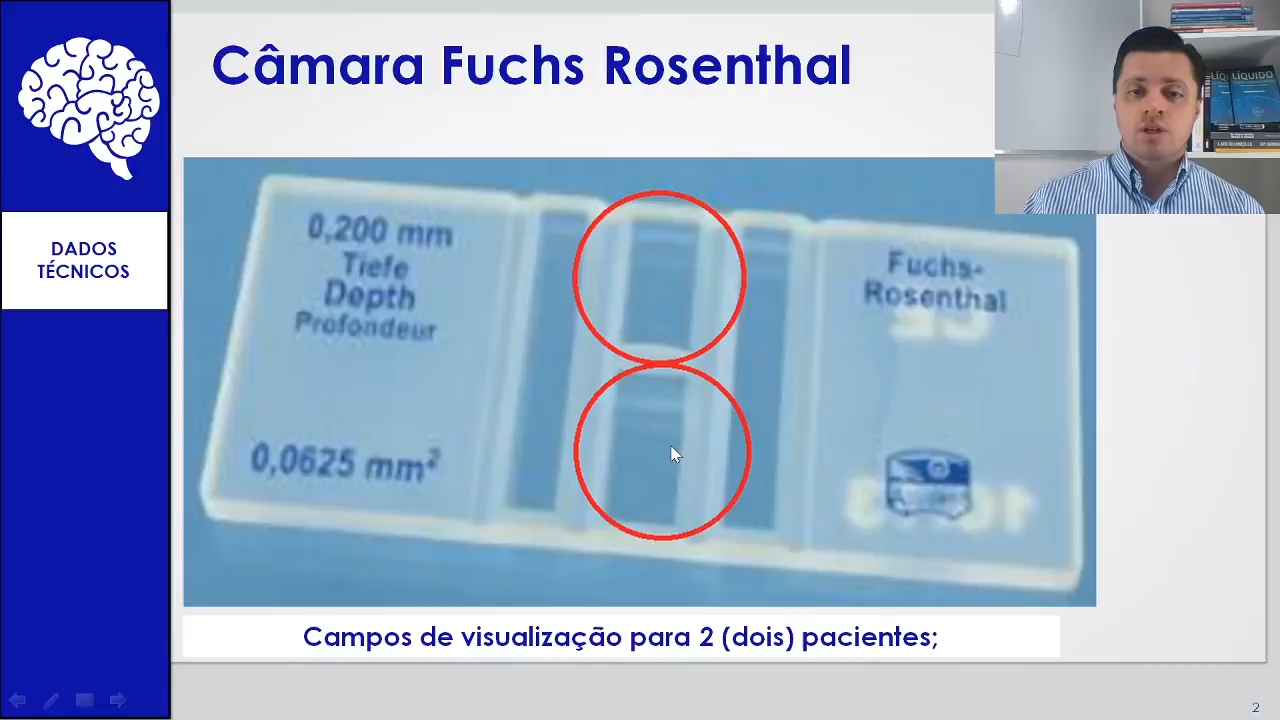 Câmara Fuchs Rosenthal
DADOS
TÉCNICOS
0,200 mm
Tiefe
Depth
Profondeur
0,0625 mm²
Fuchs-
Rosenthal
LÍQUIDO
Campos de visualização para 2 (dois) pacientes;
2